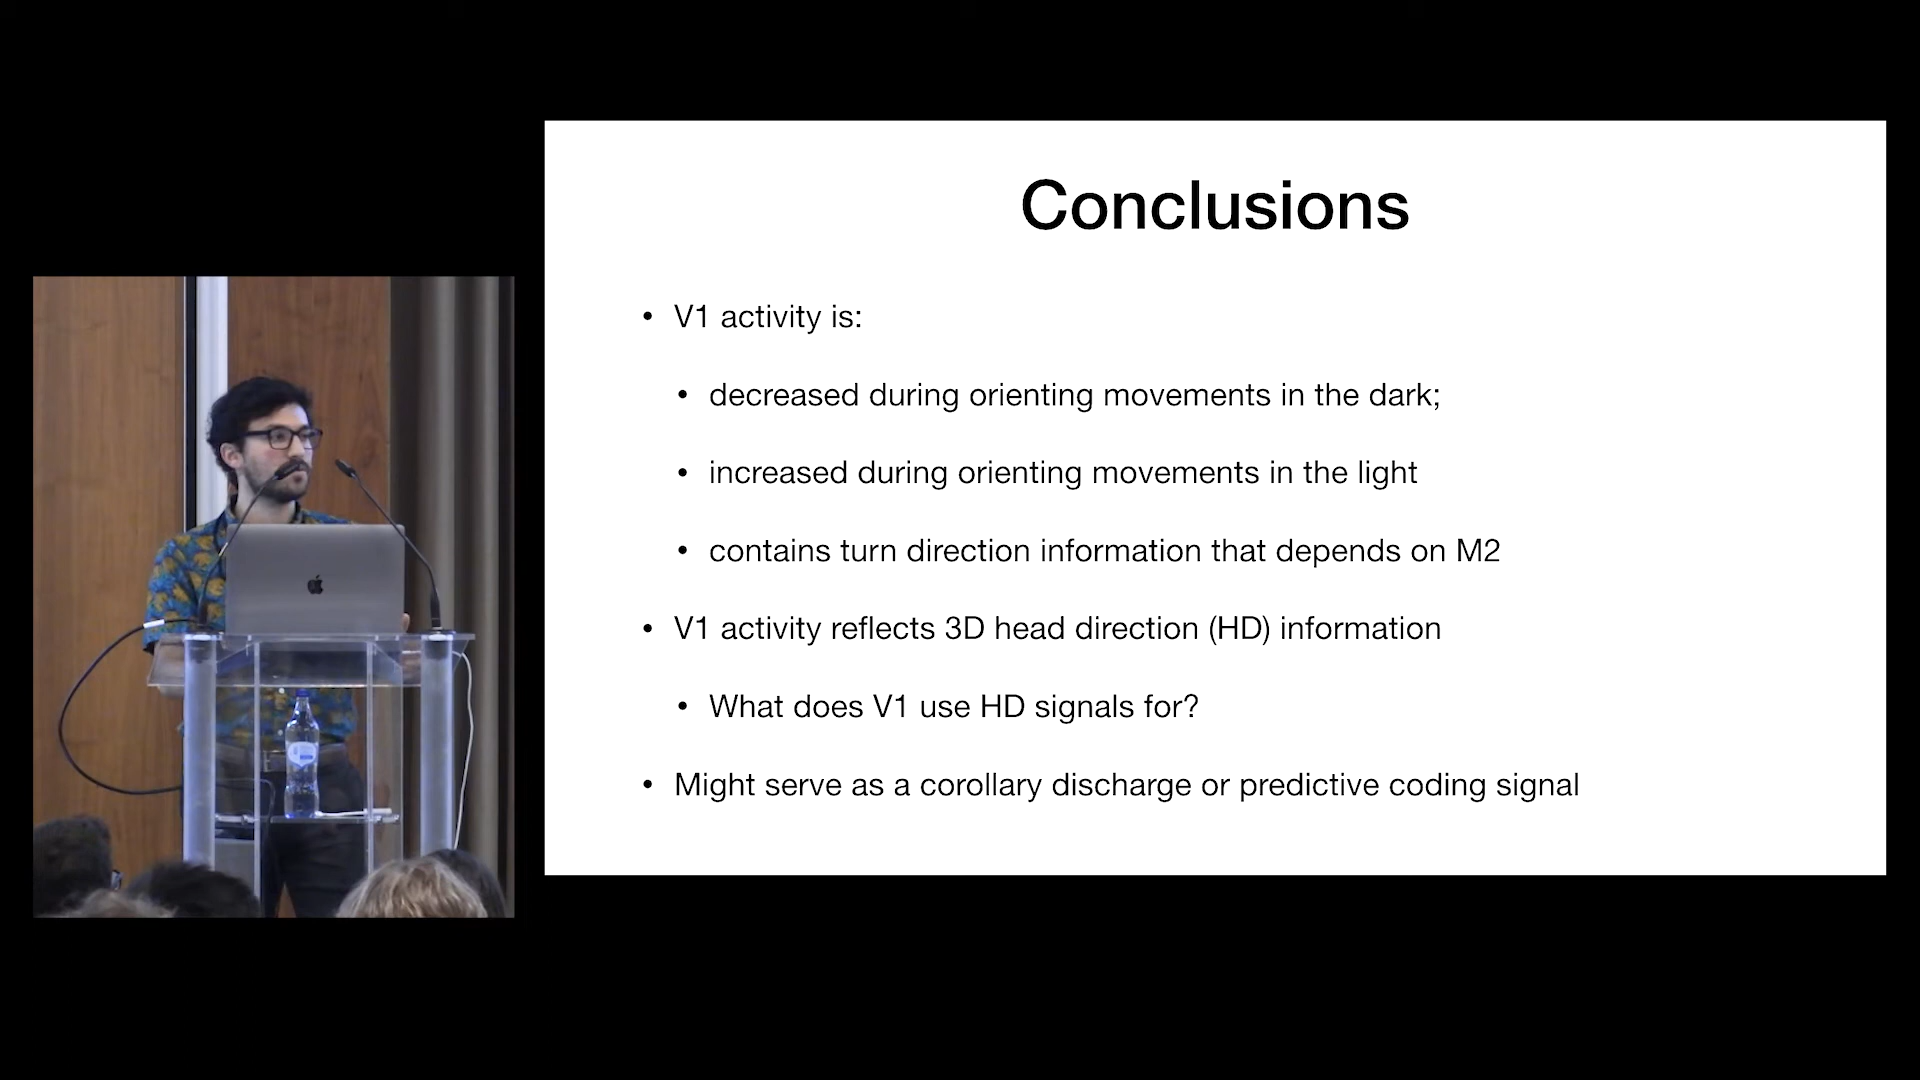 Conclusions
• V1 activity is:
• decreased during orienting movements in the dark;
• increased during orienting movements in the light
• contains turn direction information that depends on M2
• V1 activity reflects 3D head direction (HD) information
• What does V1 use HD signals for?
• Might serve as a corollary discharge or predictive coding signal